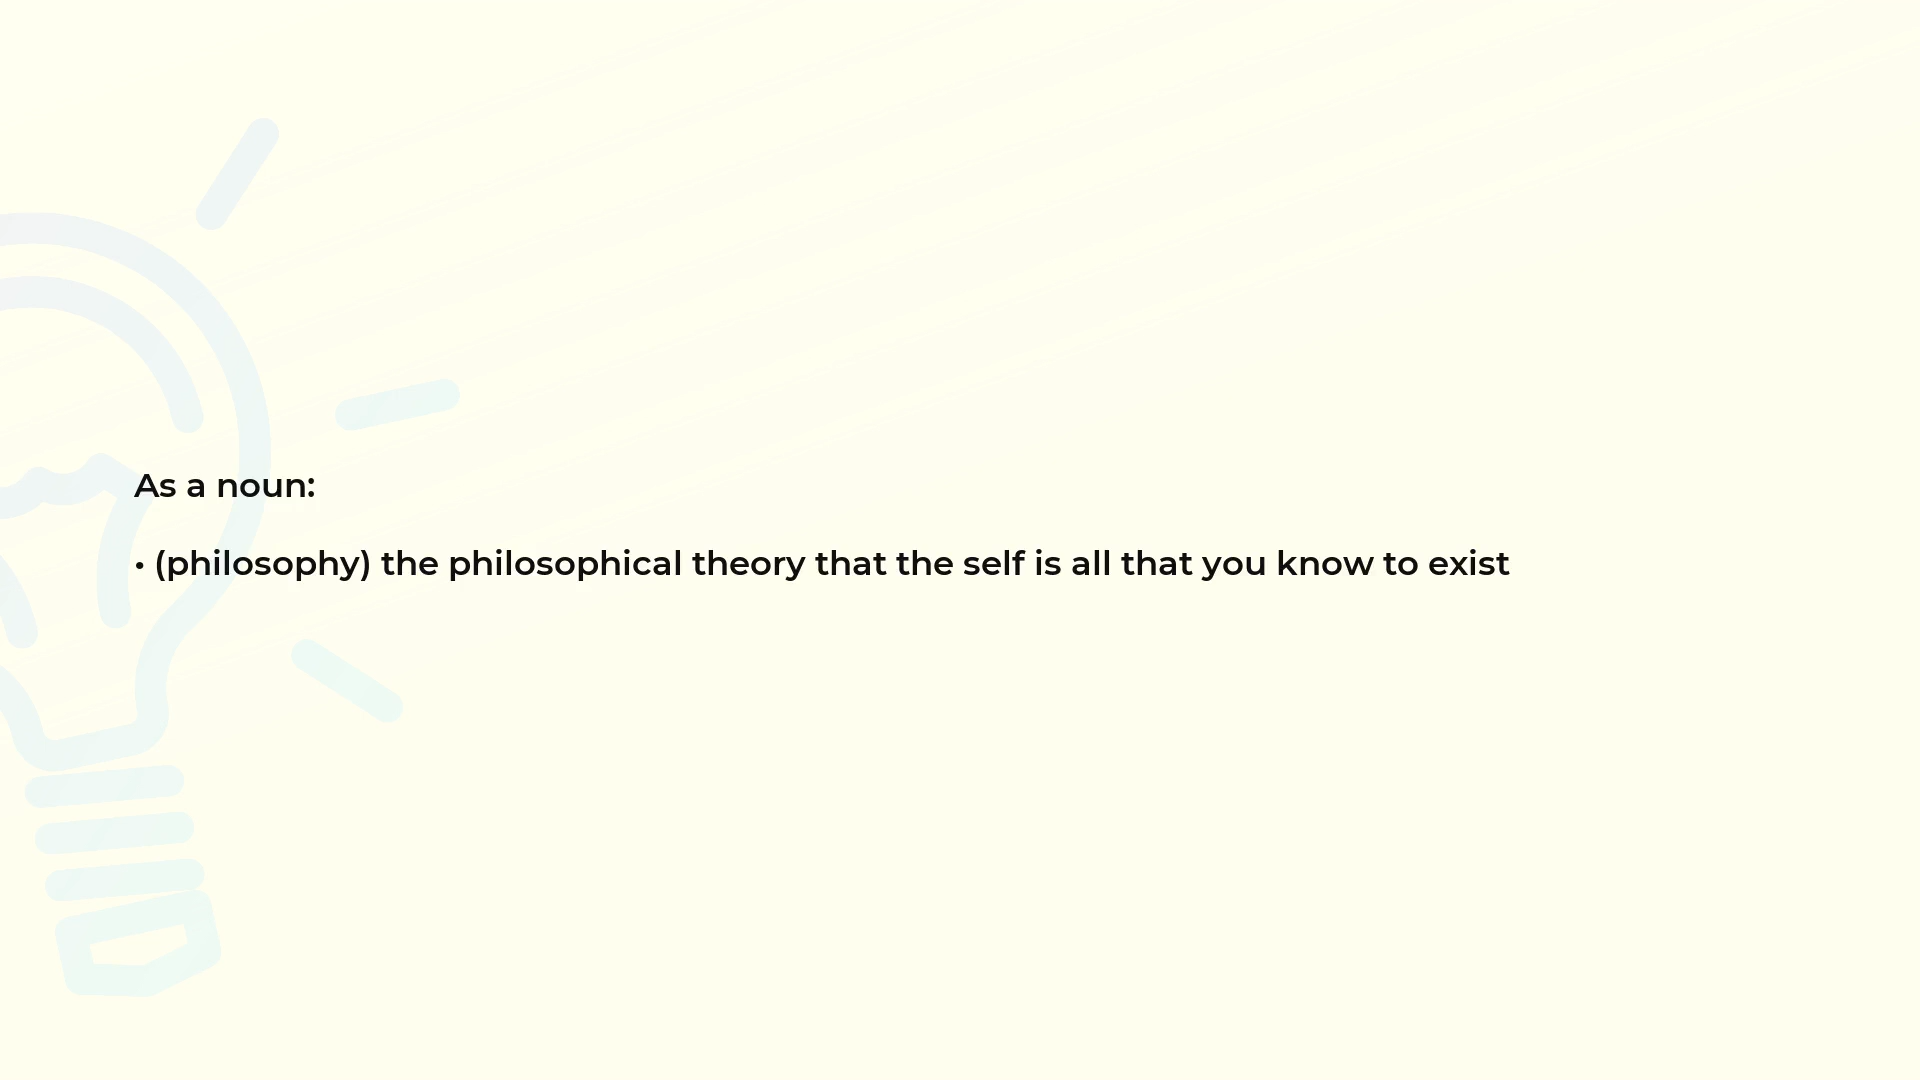 As a noun:
• (philosophy) the philosophical theory that the self is all that you know to exist